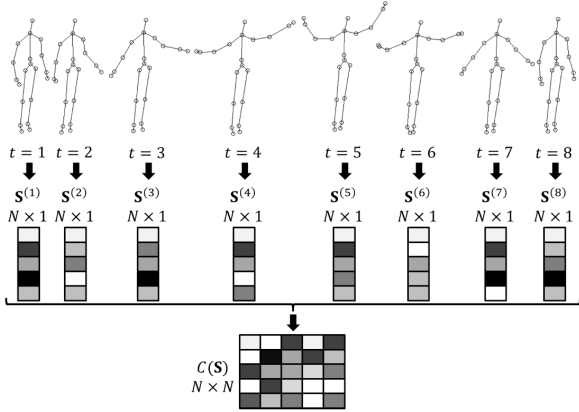 t = 1 t = 2 t = 3 t = 4 t = 5 t = 6 t = 7 t = 8
S⁽¹⁾ S⁽²⁾ S⁽³⁾ S⁽⁴⁾ S⁽⁵⁾ S⁽⁶⁾ S⁽⁷⁾ S⁽⁸⁾
N × 1 N × 1 N × 1 N × 1 N × 1 N × 1 N × 1 N × 1
C(S)
N × N